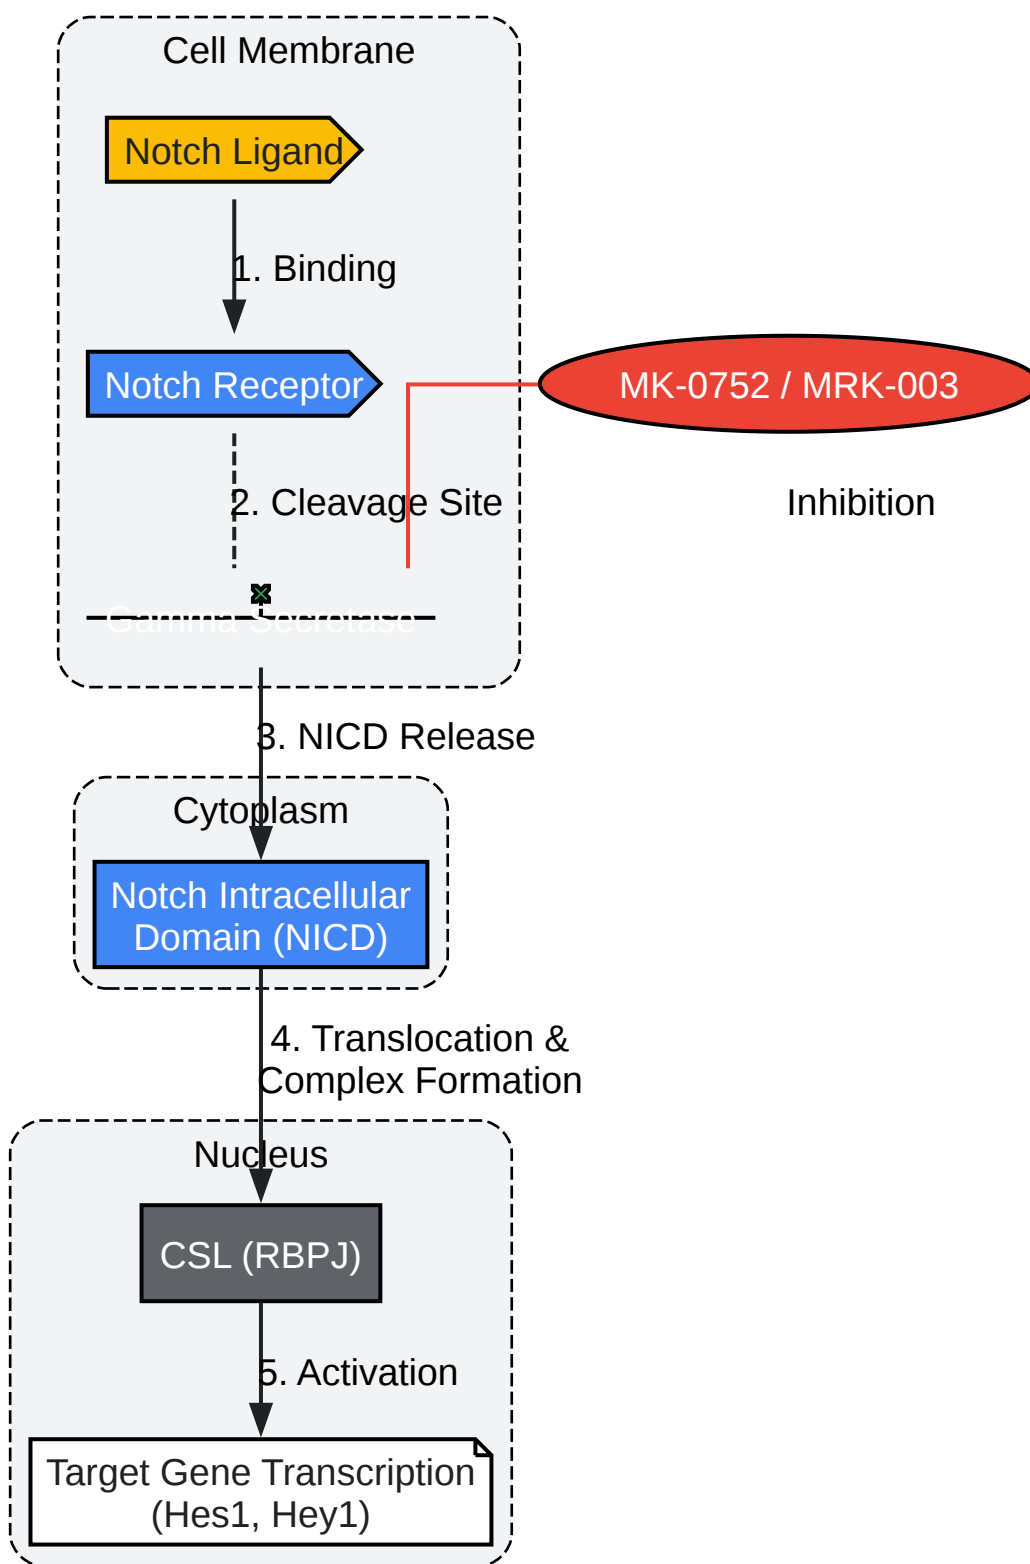 Cell Membrane
Notch Ligand
1. Binding
Notch Receptor
MK-0752 / MRK-003
2. Cleavage Site
Inhibition
Gamma Secretase
3. NICD Release
Cytoplasm
Notch Intracellular
Domain (NICD)
4. Translocation &
Complex Formation
Nucleus
CSL (RBPJ)
5. Activation
Target Gene Transcription
(Hes1, Hey1)